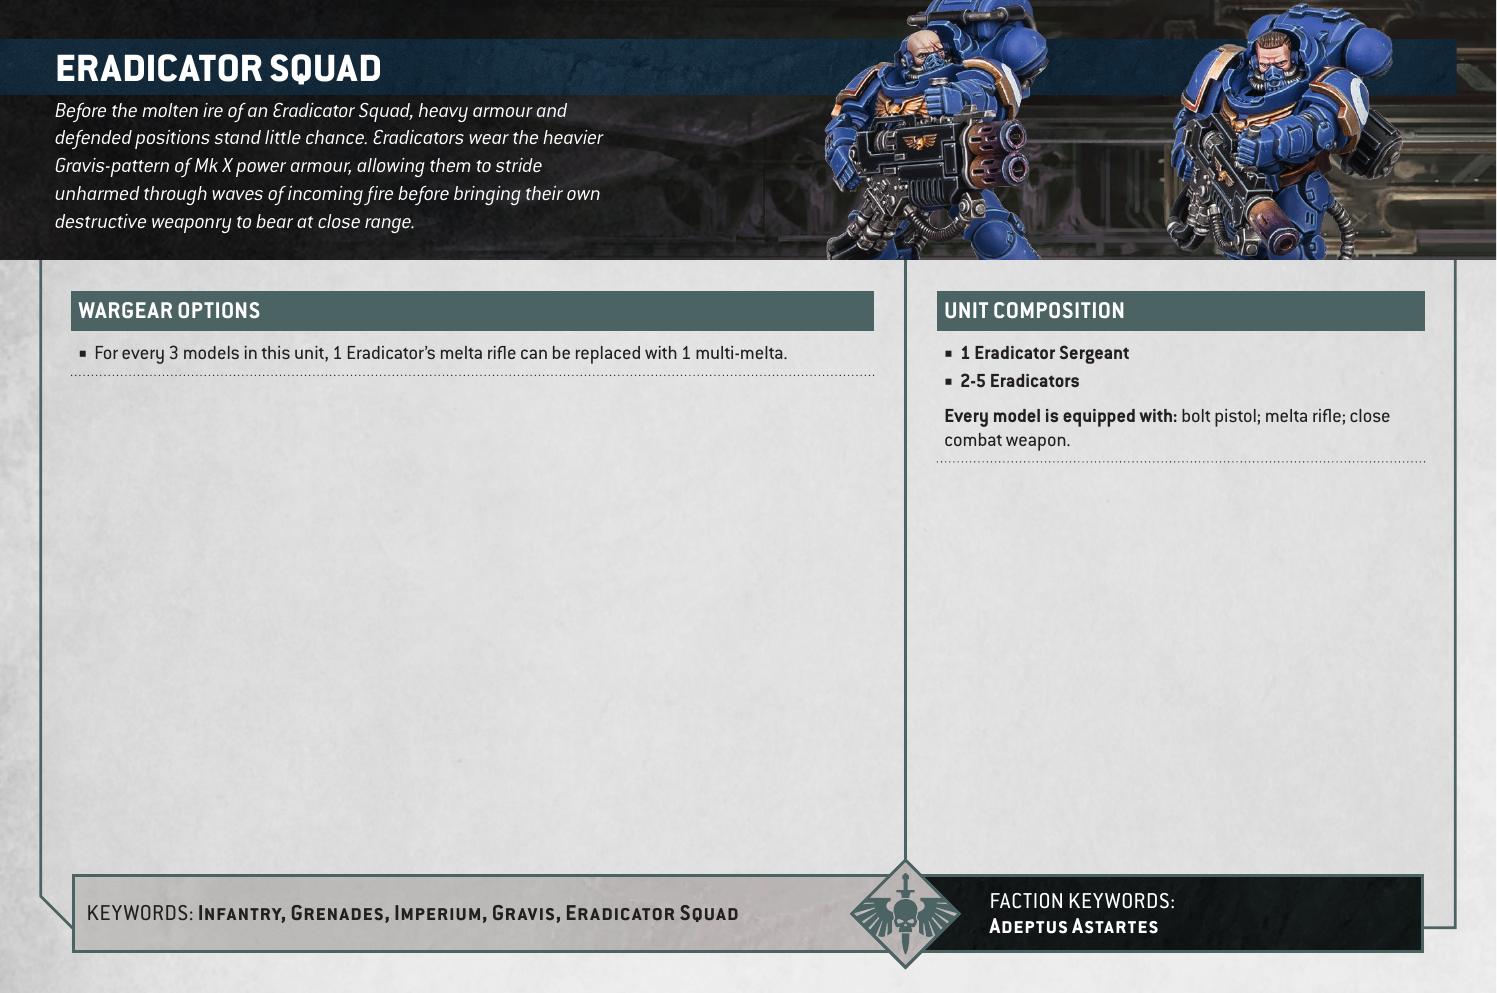 ERADICATOR SQUAD
Before the molten ire of an Eradicator Squad, heavy armour and
defended positions stand little chance. Eradicators wear the heavier
Gravis-pattern of Mk X power armour, allowing them to stride
unharmed through waves of incoming fire before bringing their own
destructive weaponry to bear at close range.
WARGEAR OPTIONS
▪ For every 3 models in this unit, 1 Eradicator’s melta rifle can be replaced with 1 multi-melta.
UNIT COMPOSITION
▪ 1 Eradicator Sergeant
▪ 2-5 Eradicators
Every model is equipped with: bolt pistol; melta rifle; close
combat weapon.
KEYWORDS: Infantry, Grenades, Imperium, Gravis, Eradicator Squad
FACTION KEYWORDS:
Adeptus Astartes